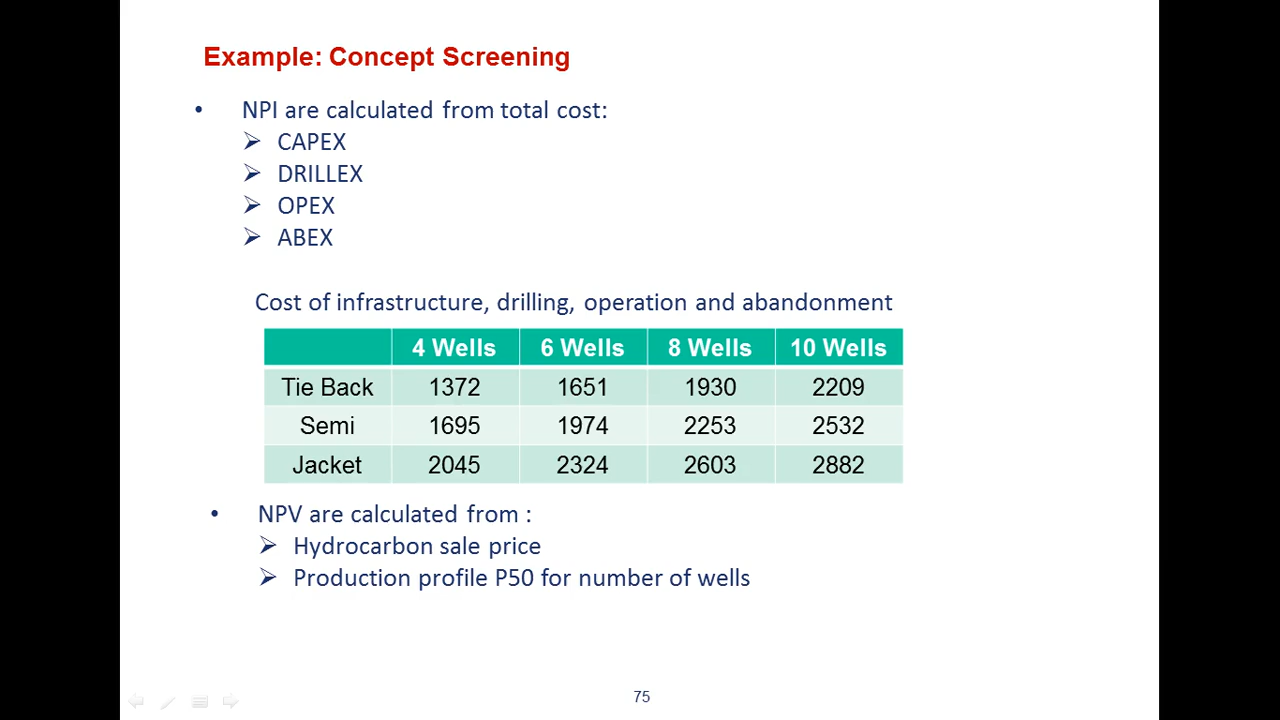 Example: Concept Screening
• NPI are calculated from total cost:
➢ CAPEX
➢ DRILLEX
➢ OPEX
➢ ABEX
Cost of infrastructure, drilling, operation and abandonment
4 Wells 6 Wells 8 Wells 10 Wells
Tie Back 1372 1651 1930 2209
Semi 1695 1974 2253 2532
Jacket 2045 2324 2603 2882
• NPV are calculated from :
➢ Hydrocarbon sale price
➢ Production profile P50 for number of wells
75